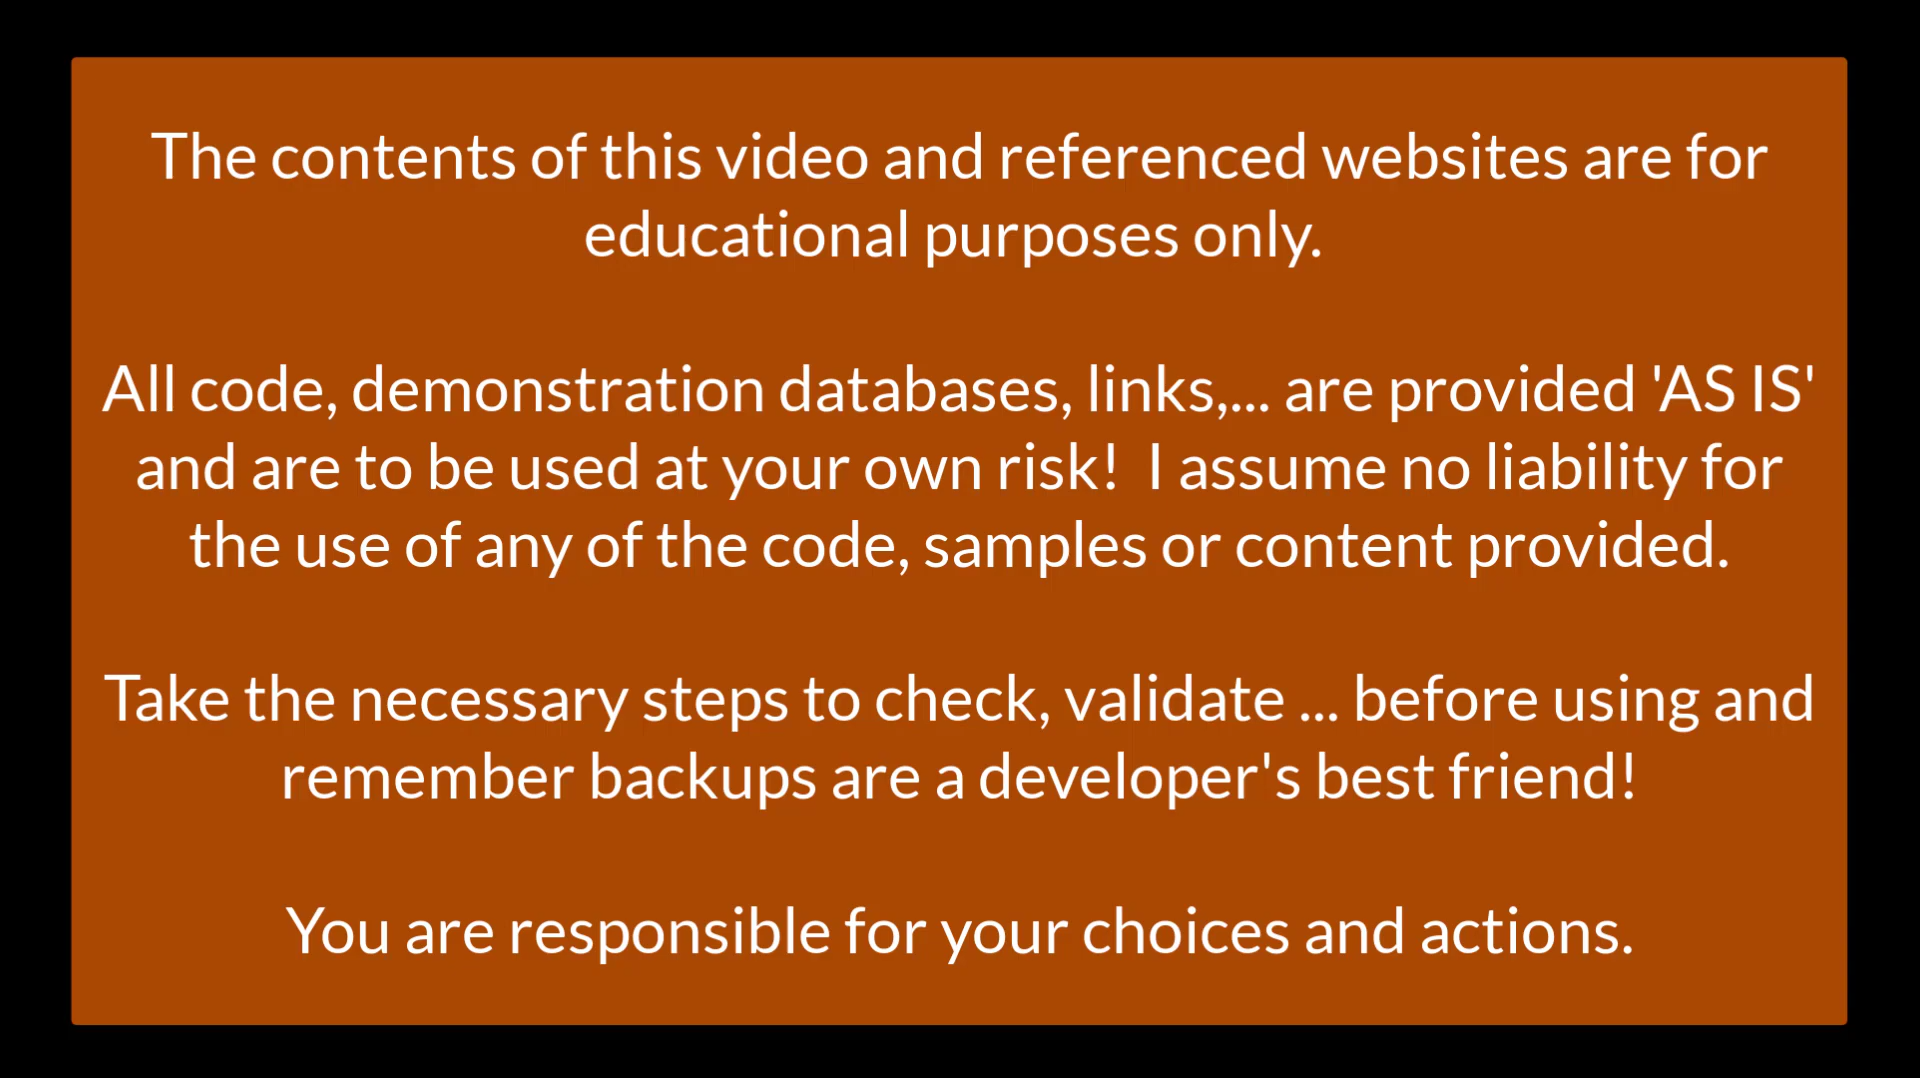 The contents of this video and referenced websites are for
educational purposes only.
All code, demonstration databases, links,... are provided 'AS IS'
and are to be used at your own risk!  I assume no liability for
the use of any of the code, samples or content provided.
Take the necessary steps to check, validate ... before using and
remember backups are a developer's best friend!
You are responsible for your choices and actions.